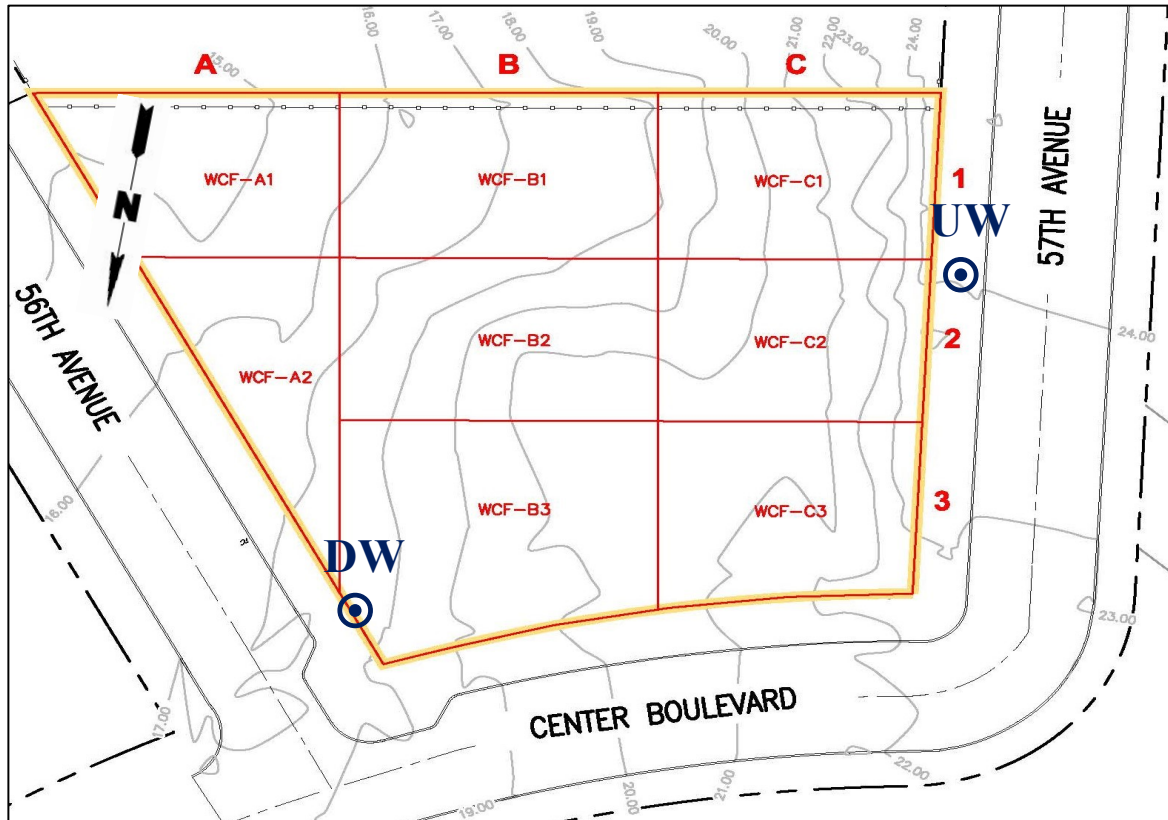 16.00
17.00
18.00
19.00
20.00
21.00
22.00
23.00
24.00
15.00
A
B
C
WCF-A1
WCF-B1
WCF-C1
1
UW
N
57TH AVENUE
56TH AVENUE
WCF-A2
WCF-B2
WCF-C2
2
24.00
16.00
WCF-B3
WCF-C3
3
DW
23.00
17.00
CENTER BOULEVARD
22.00
21.00
20.00
19.00